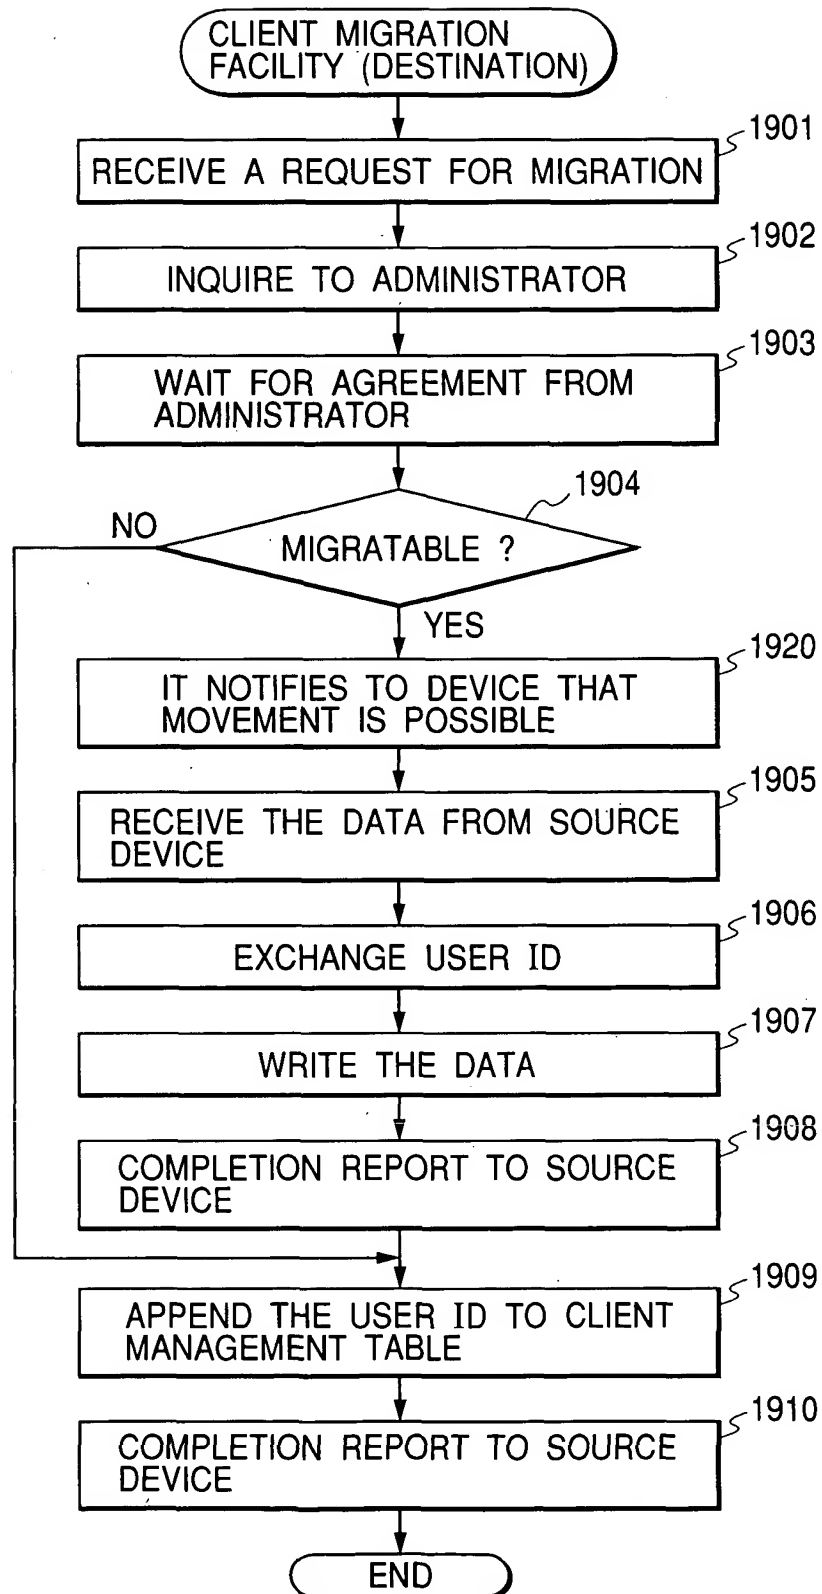 CLIENT MIGRATION
FACILITY (DESTINATION)
1901
RECEIVE A REQUEST FOR MIGRATION
1902
INQUIRE TO ADMINISTRATOR
1903
WAIT FOR AGREEMENT FROM
ADMINISTRATOR
1904
NO
MIGRATABLE ?
YES
1920
IT NOTIFIES TO DEVICE THAT
MOVEMENT IS POSSIBLE
1905
RECEIVE THE DATA FROM SOURCE
DEVICE
1906
EXCHANGE USER ID
1907
WRITE THE DATA
1908
COMPLETION REPORT TO SOURCE
DEVICE
1909
APPEND THE USER ID TO CLIENT
MANAGEMENT TABLE
1910
COMPLETION REPORT TO SOURCE
DEVICE
END